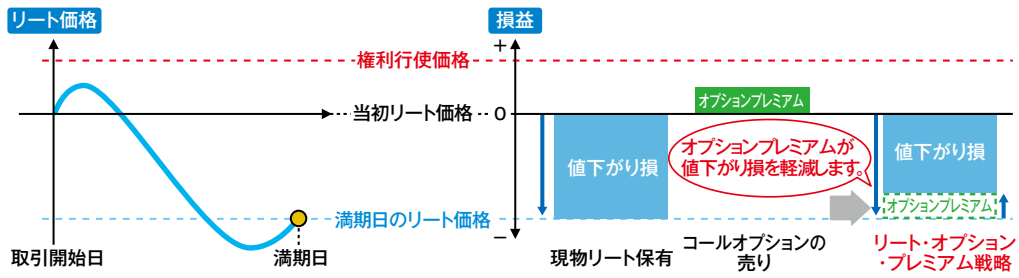 リート価格
権利行使価格
当初リート価格
満期日のリート価格
取引開始日
満期日
損益
+
0
−
値下がり損
現物リート保有
オプションプレミアム
オプションプレミアムが
値下がり損を軽減します。
コールオプションの
売り
値下がり損
オプションプレミアム
リート・オプション
・プレミアム戦略